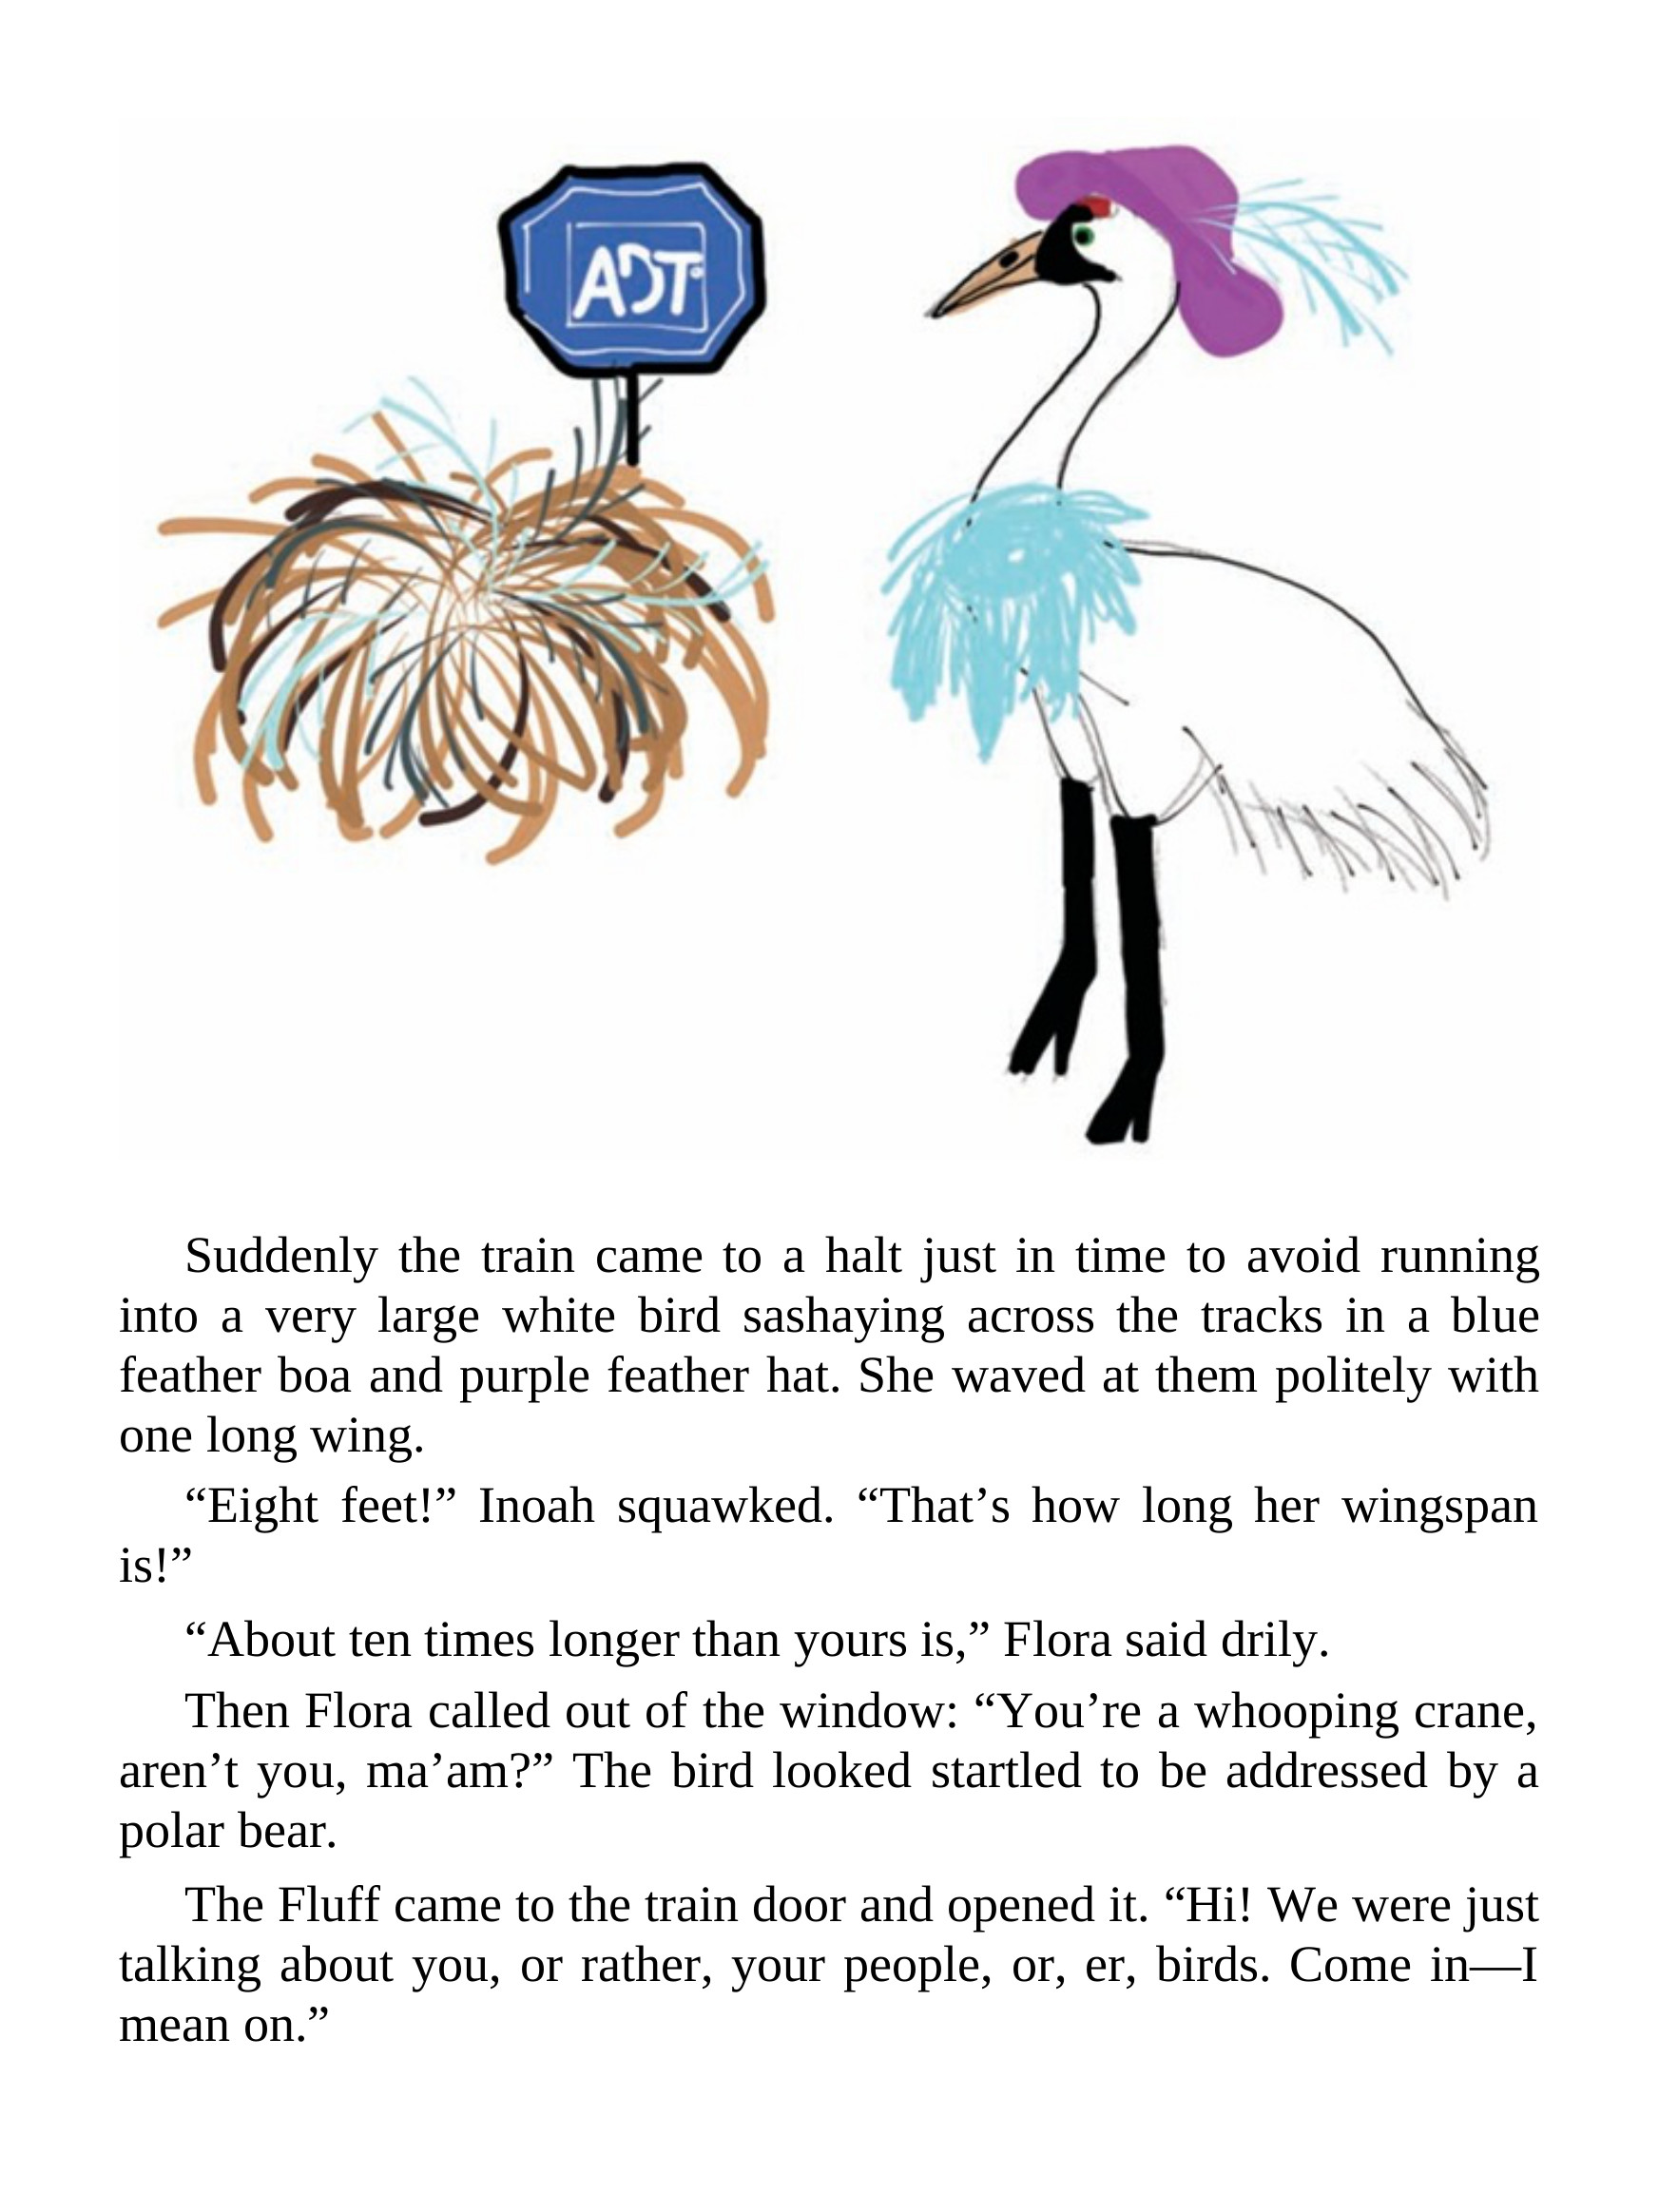 ADT
Suddenly the train came to a halt just in time to avoid running
into a very large white bird sashaying across the tracks in a blue
feather boa and purple feather hat. She waved at them politely with
one long wing.
“Eight feet!” Inoah squawked. “That’s how long her wingspan
is!”
“About ten times longer than yours is,” Flora said drily.
Then Flora called out of the window: “You’re a whooping crane,
aren’t you, ma’am?” The bird looked startled to be addressed by a
polar bear.
The Fluff came to the train door and opened it. “Hi! We were just
talking about you, or rather, your people, or, er, birds. Come in—I
mean on.”